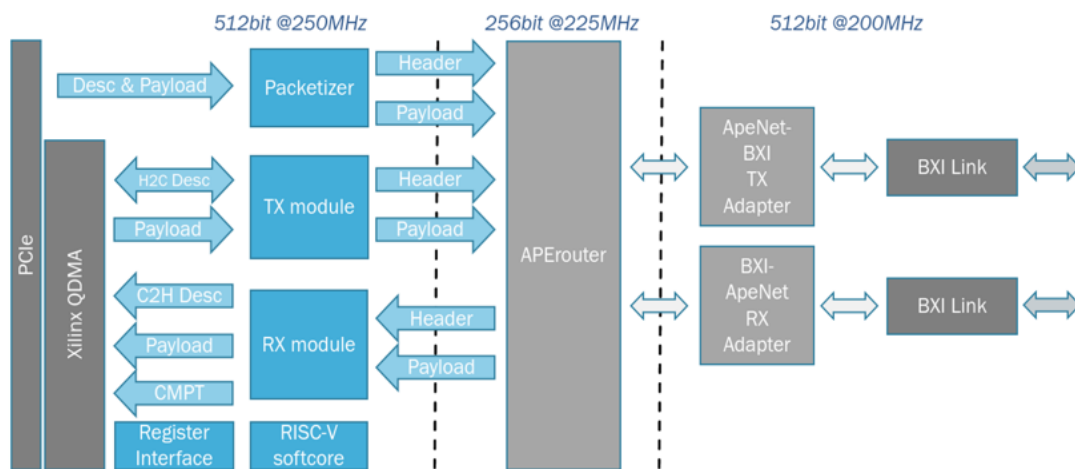 512bit @250MHz
256bit @225MHz
512bit @200MHz
PCIe
Xilinx QDMA
Desc & Payload
Packetizer
Header
Payload
H2C Desc
Payload
TX module
Header
Payload
C2H Desc
Payload
CMPT
RX module
Header
Payload
Register
Interface
RISC-V
softcore
APErouter
ApeNet-
BXI
TX
Adapter
BXI Link
BXI-
ApeNet
RX
Adapter
BXI Link